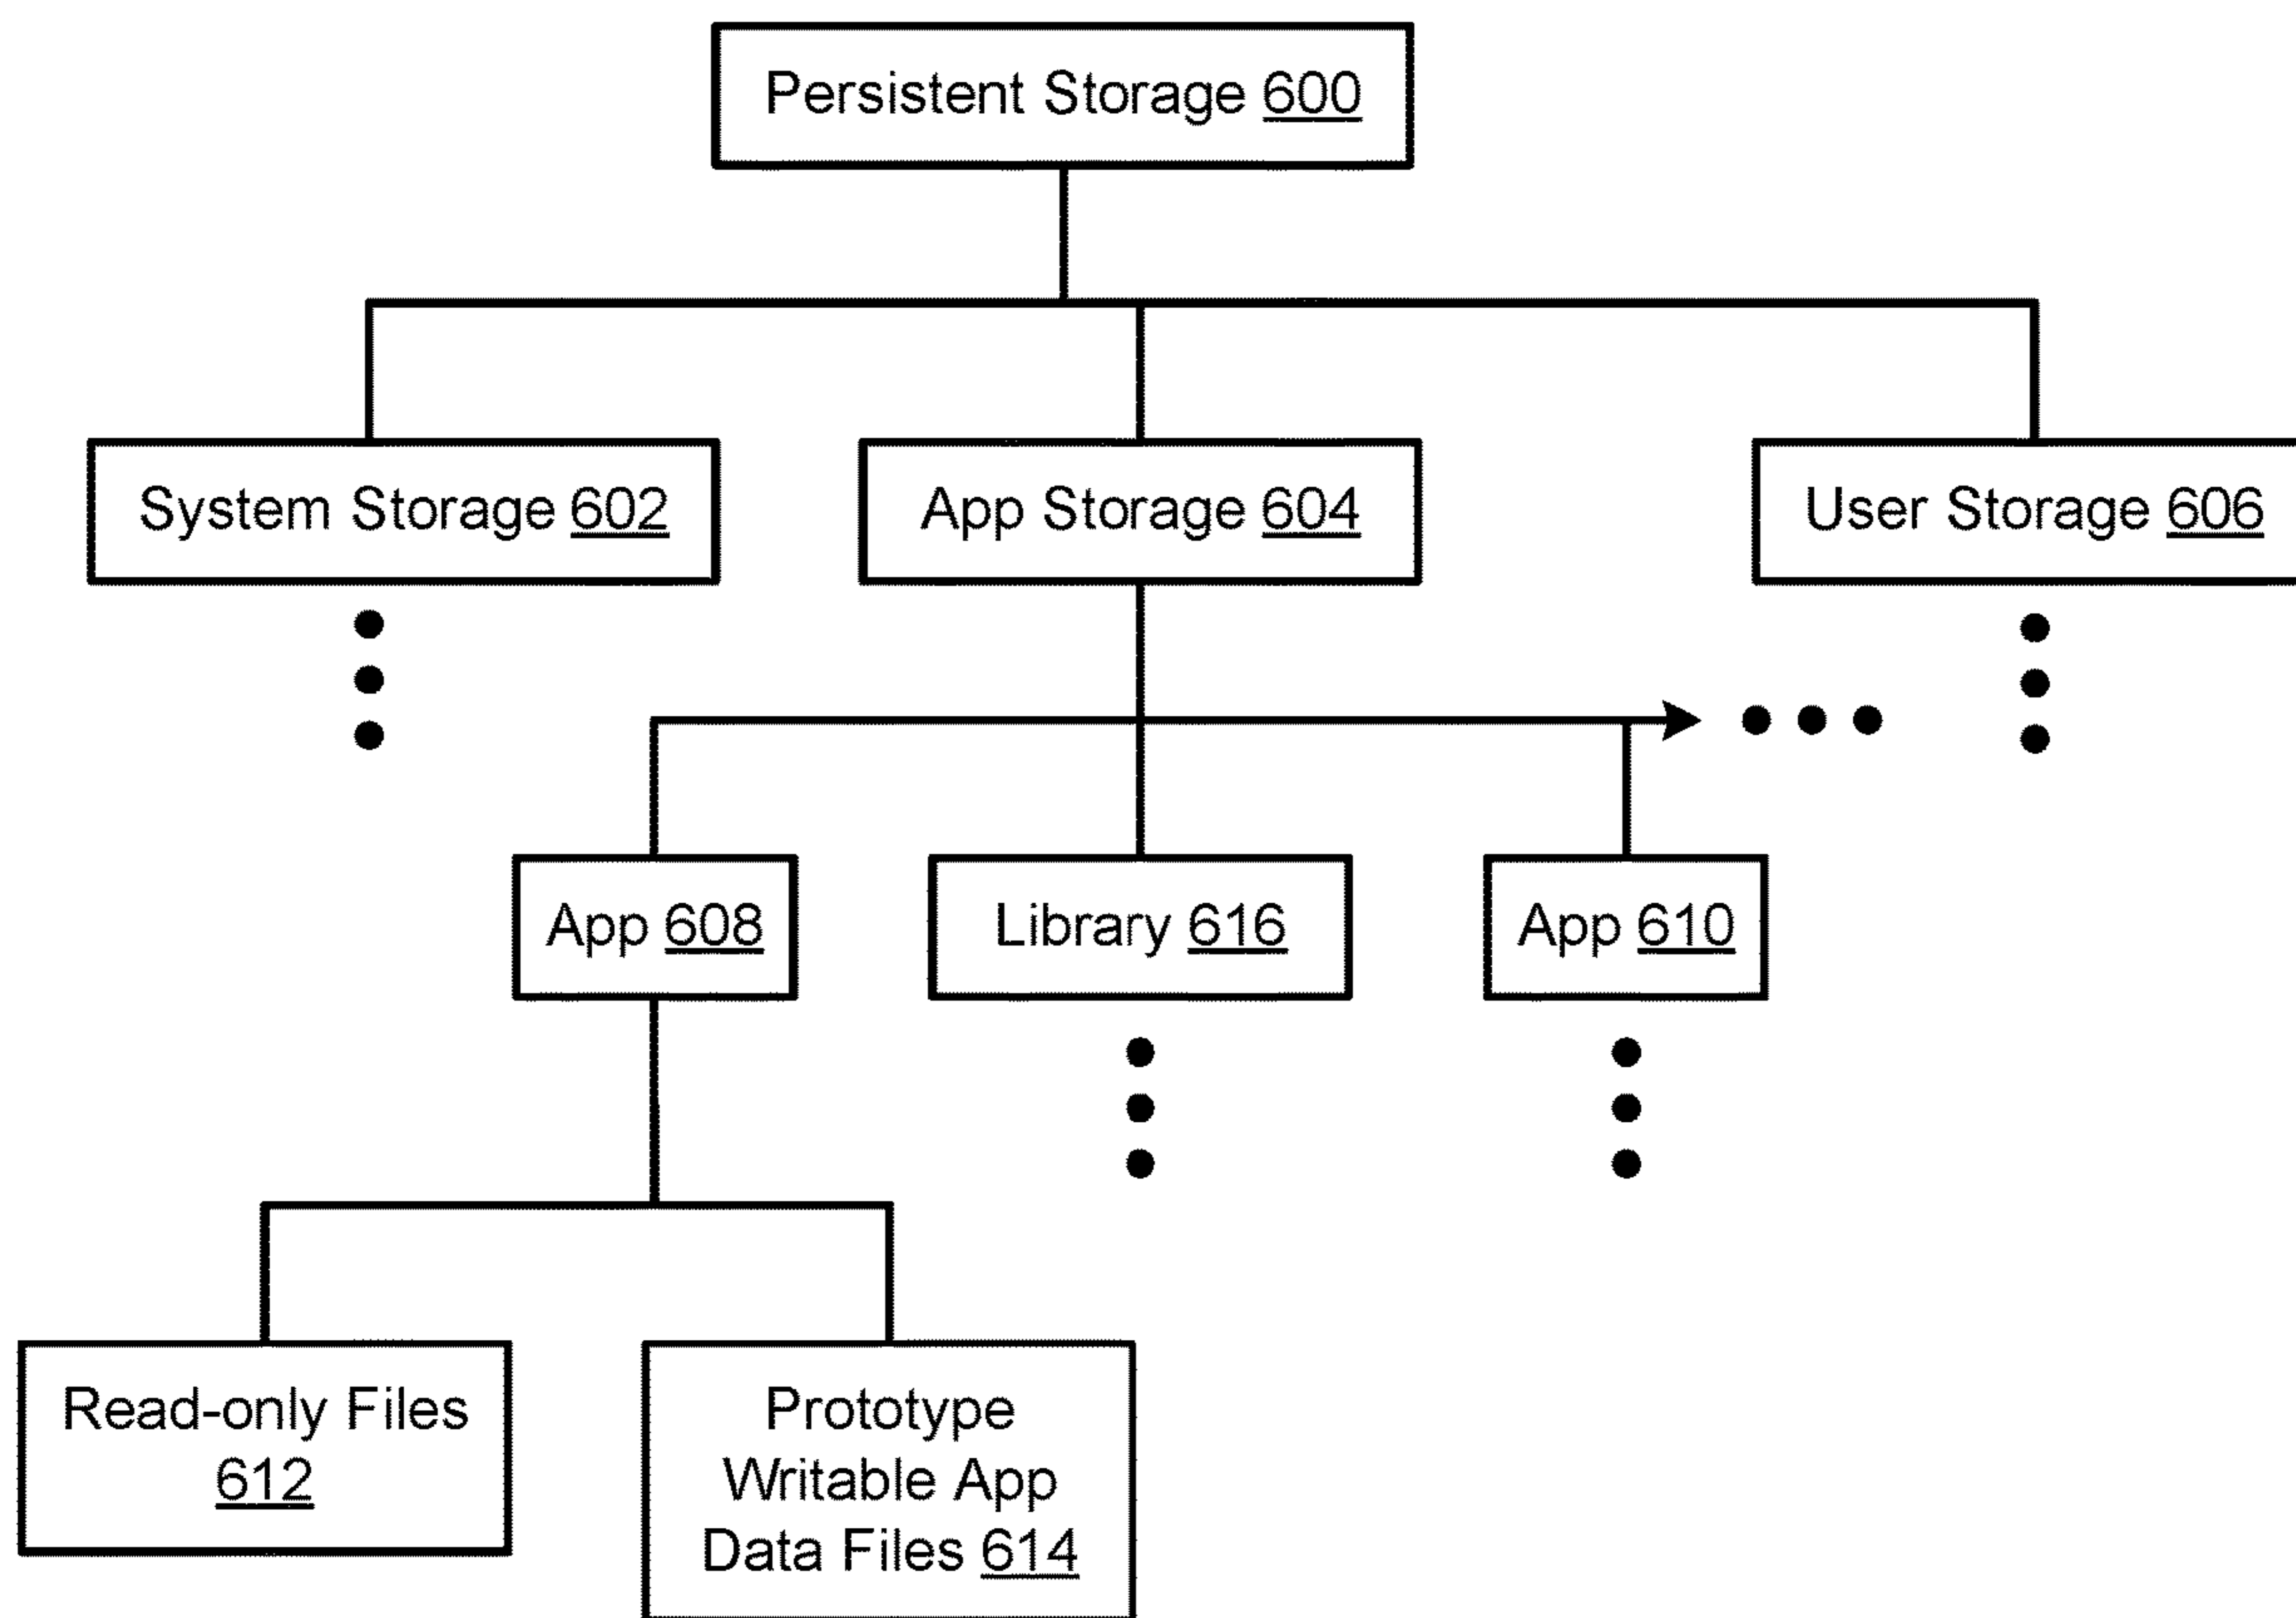 Persistent Storage 600
System Storage 602
App Storage 604
User Storage 606
App 608
Library 616
App 610
Read-only Files
612
Prototype
Writable App
Data Files 614